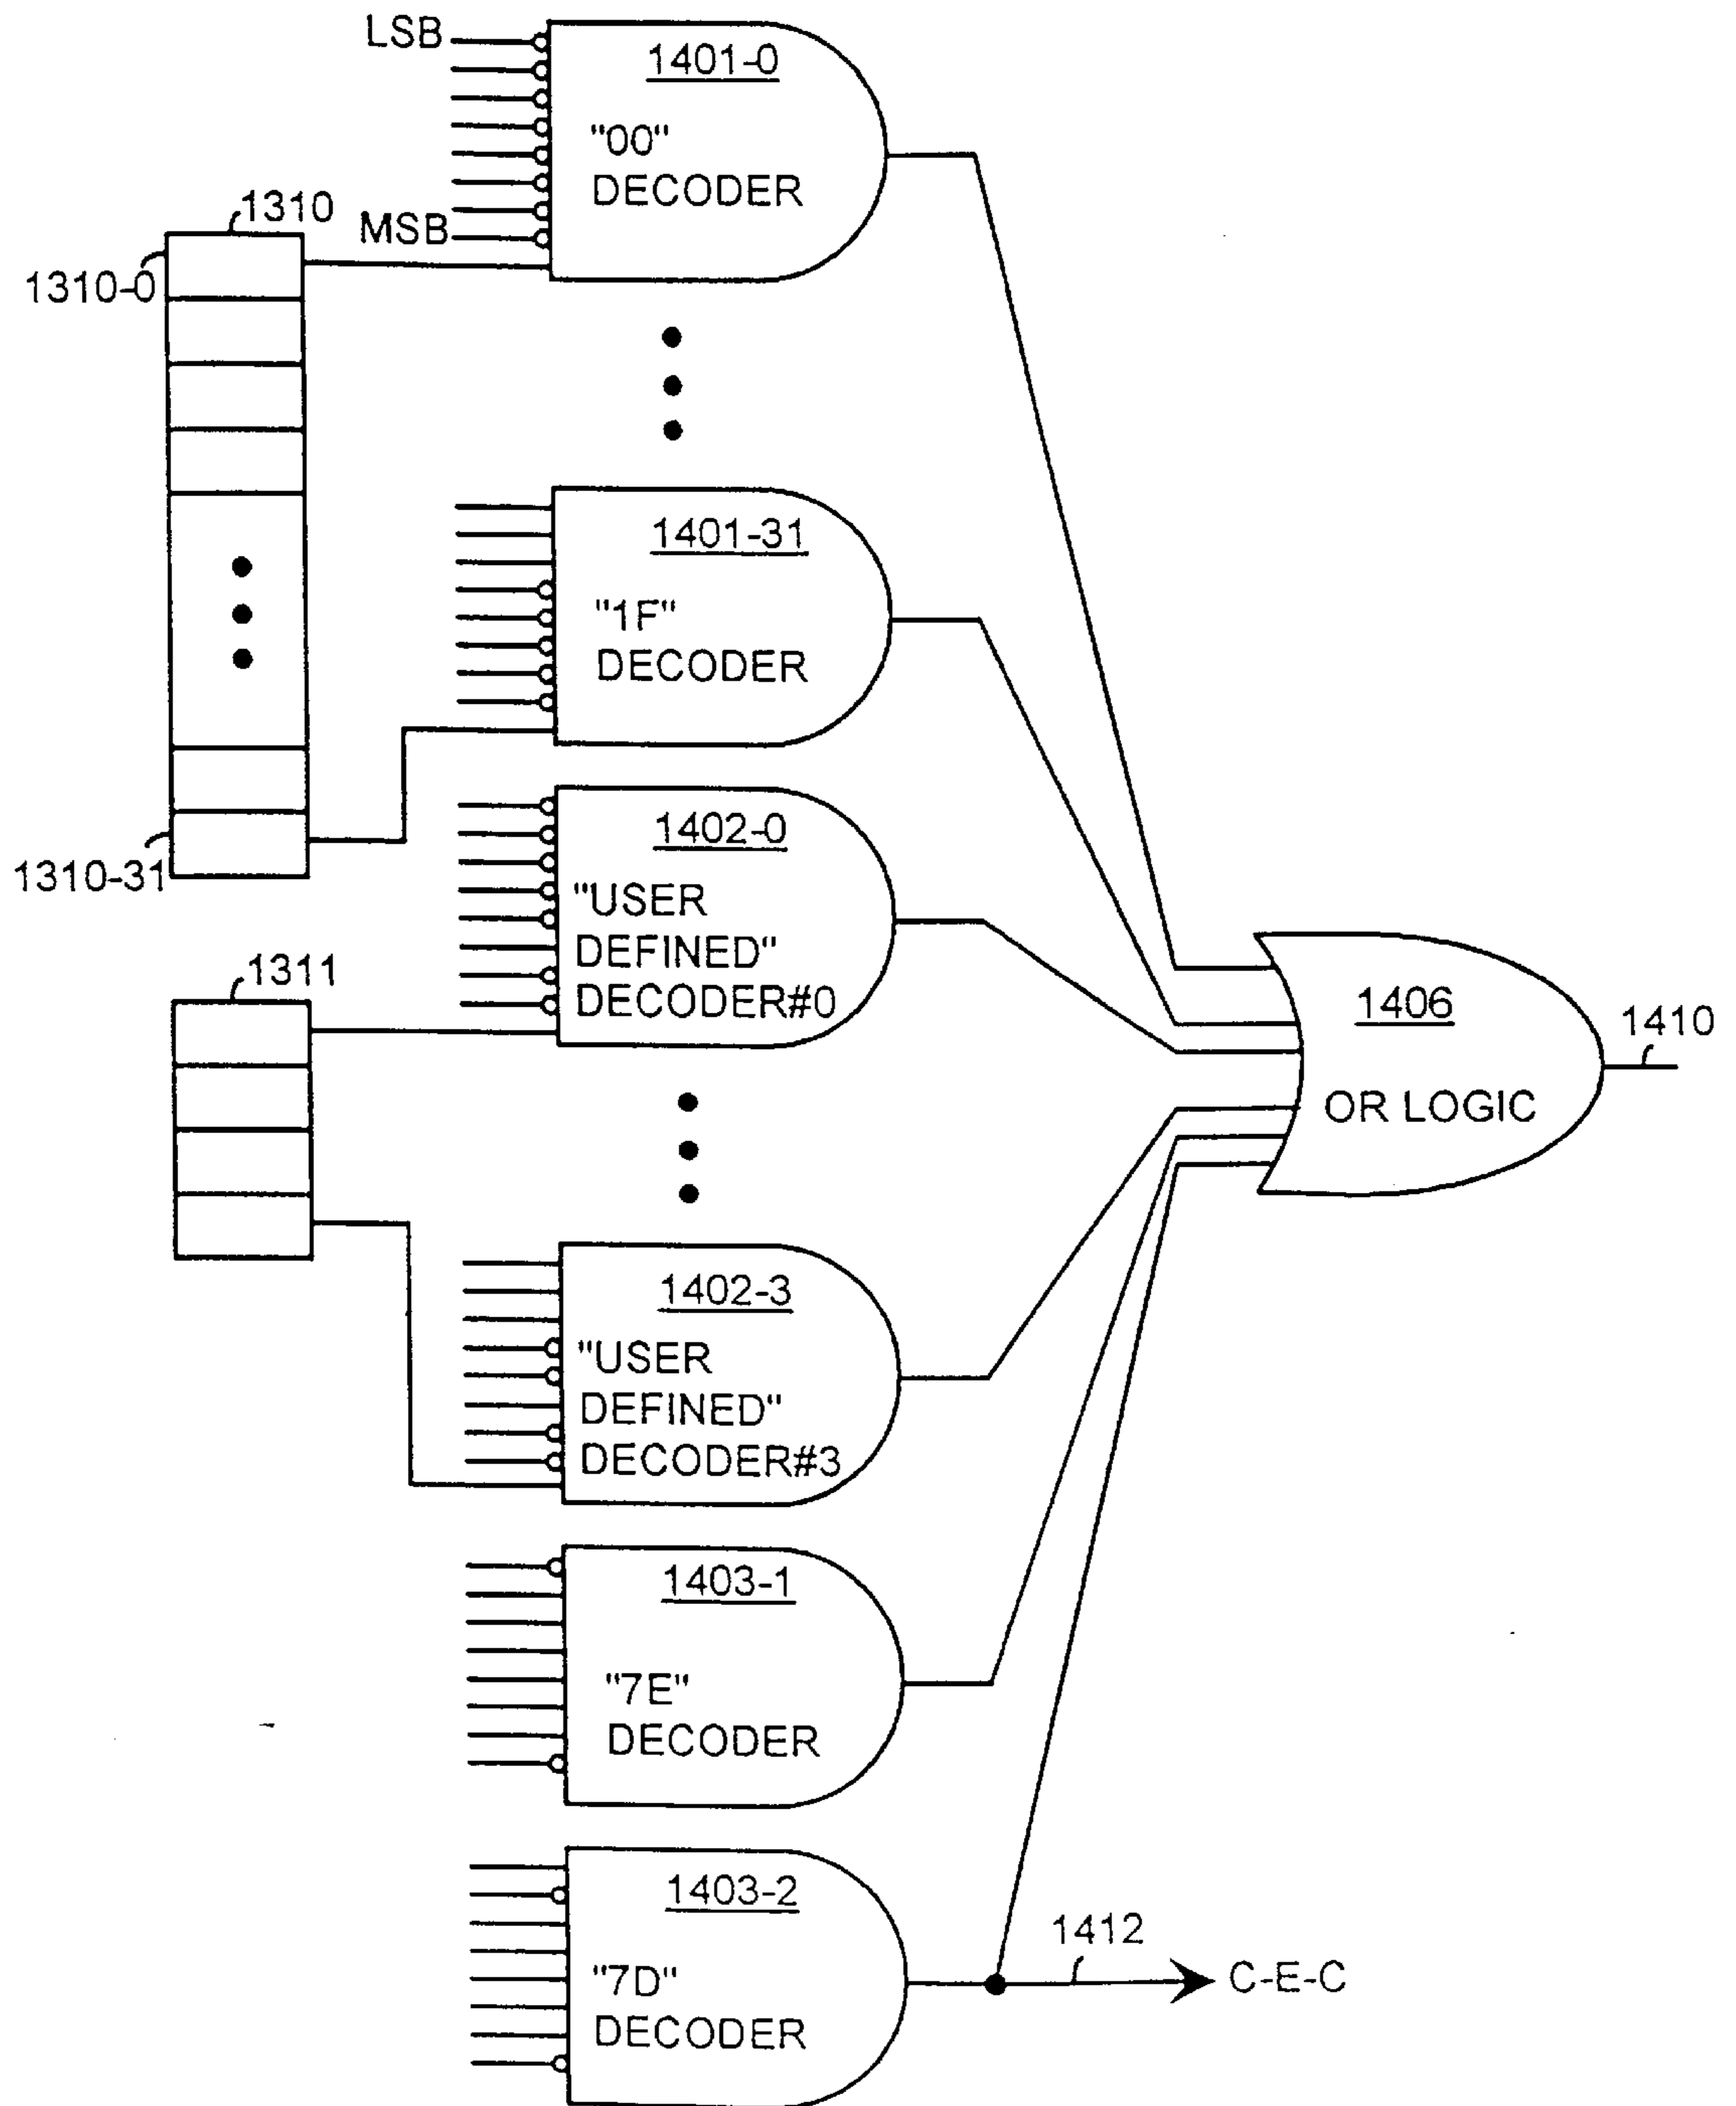 LSB
1401-0
"00"
DECODER
MSB
1310
1310-0
1401-31
"1F"
DECODER
1310-31
1402-0
"USER
DEFINED"
DECODER#0
1311
1406
OR LOGIC
1410
1402-3
"USER
DEFINED"
DECODER#3
1403-1
"7E"
DECODER
1403-2
"7D"
DECODER
1412
C-E-C